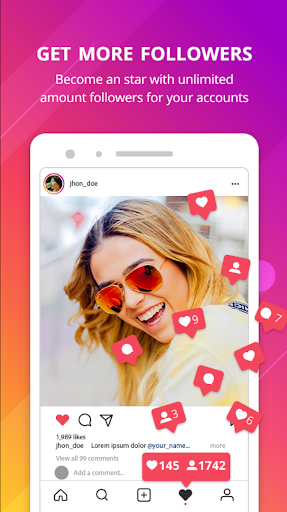 GET MORE FOLLOWERS
Become an star with unlimited
amount followers for your accounts
jhon_doe
9
7
3
6
1,989 likes
jhon_doe Lorem Ipsum dolor @your_name... more
View all 99 comments
Add a comment...
145 1742